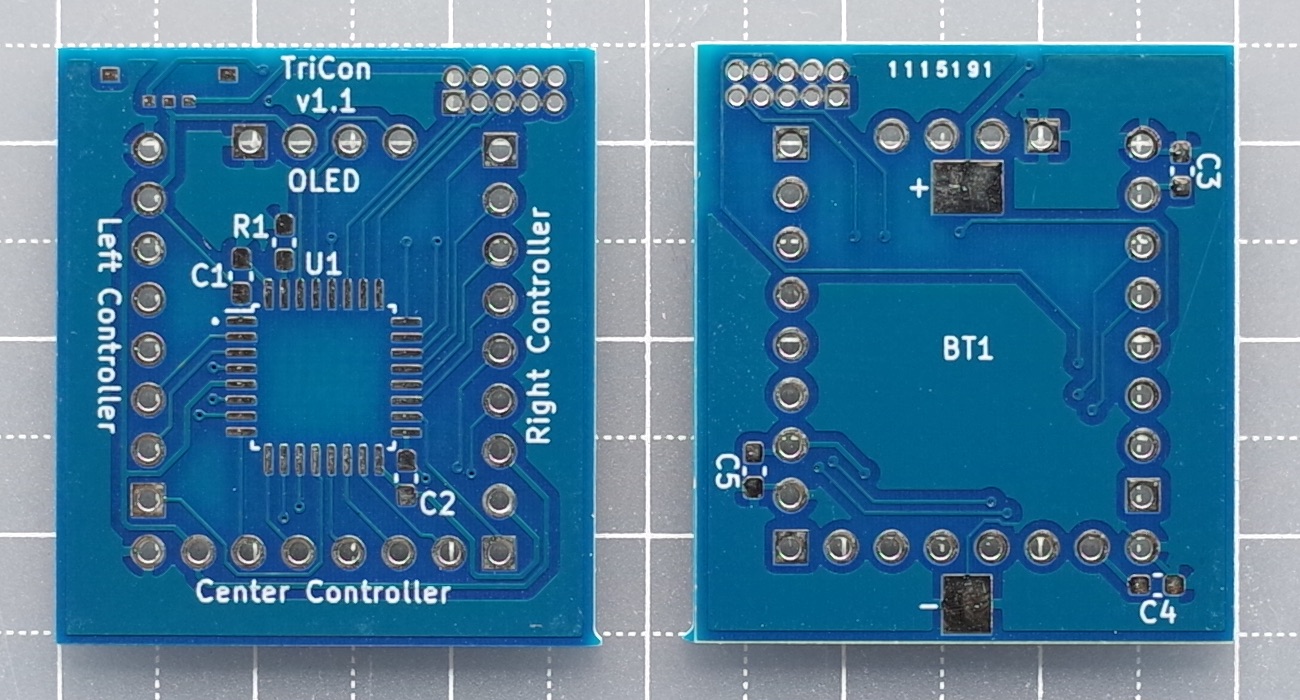 TriCon
v1.1
OLED
R1
U1
C1
Left Controller
Right Controller
C2
Center Controller
1115191
+
C3
BT1
C5
-
C4